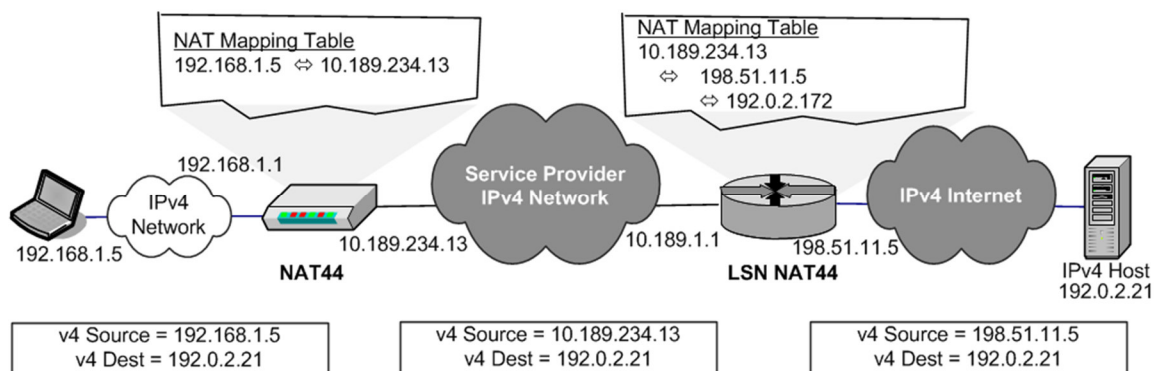 NAT Mapping Table
192.168.1.5 ⇔ 10.189.234.13
NAT Mapping Table
10.189.234.13
⇔ 198.51.11.5
⇔ 192.0.2.172
192.168.1.1
IPv4
Network
192.168.1.5
NAT44
10.189.234.13
Service Provider
IPv4 Network
10.189.1.1
LSN NAT44
198.51.11.5
IPv4 Internet
IPv4 Host
192.0.2.21
v4 Source = 192.168.1.5
v4 Dest = 192.0.2.21
v4 Source = 10.189.234.13
v4 Dest = 192.0.2.21
v4 Source = 198.51.11.5
v4 Dest = 192.0.2.21